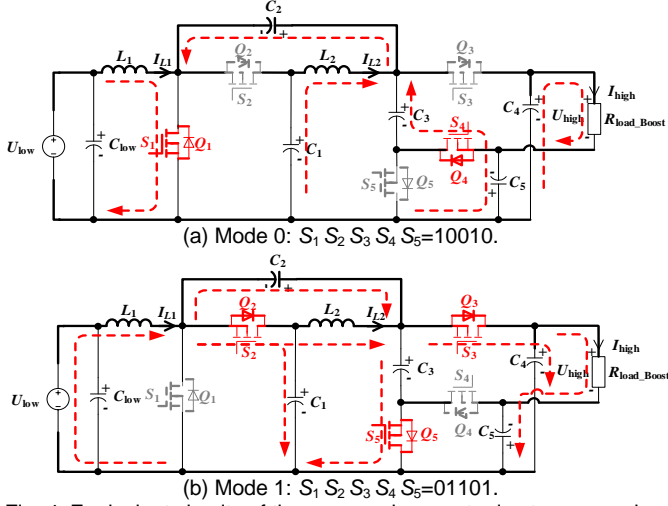 C2
L1 IL1 Q2 L2 IL2 Q3
S2 S3 Ihigh
C3 S4 C4 Uhigh Rload_Boost
Ulow Clow S1 Q1 C1
S5 Q5 Q4 C5
(a) Mode 0: S1 S2 S3 S4 S5=10010.
C2
L1 IL1 Q2 L2 IL2 Q3
S2 S3 Ihigh
C3 S4 C4 Uhigh Rload_Boost
Ulow Clow S1 Q1 C1
S5 Q5 Q4 C5
(b) Mode 1: S1 S2 S3 S4 S5=01101.